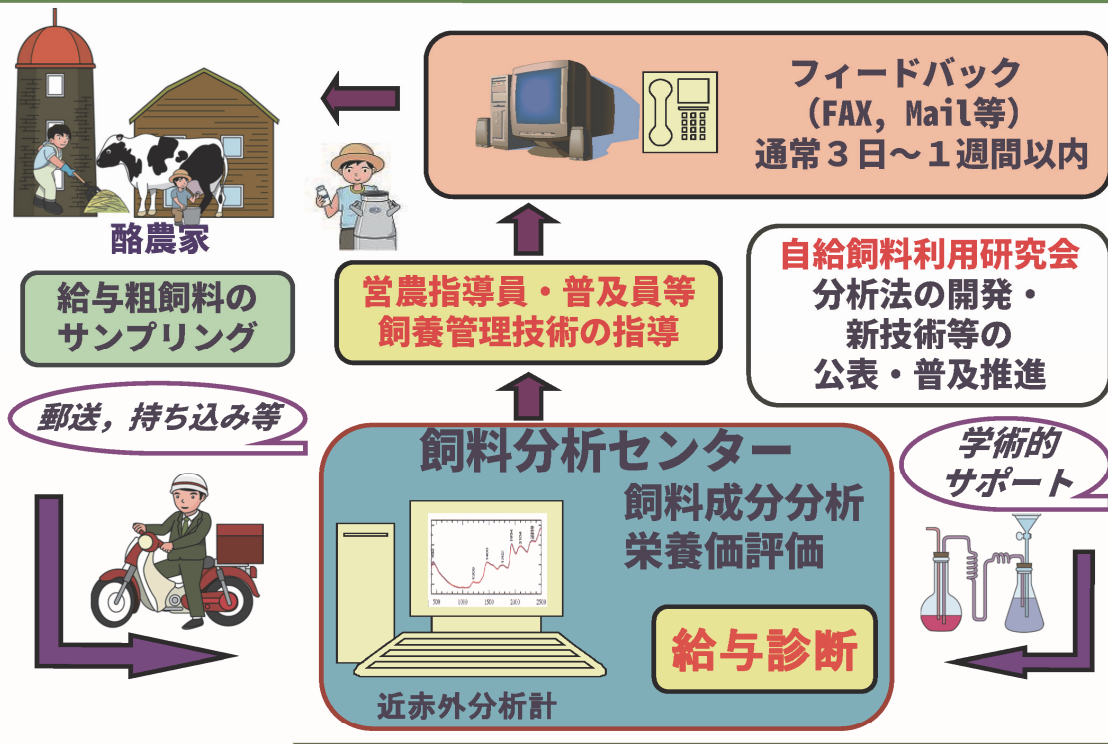 フィードバック
（FAX, Mail等）
通常３日～１週間以内
酪農家
給与粗飼料の
サンプリング
営農指導員・普及員等
飼養管理技術の指導
自給飼料利用研究会
分析法の開発・
新技術等の
公表・普及推進
郵送，持ち込み等
学術的
サポート
飼料分析センター
飼料成分分析
栄養価評価
500 1000 1500 2000 2500
給与診断
近赤外分析計